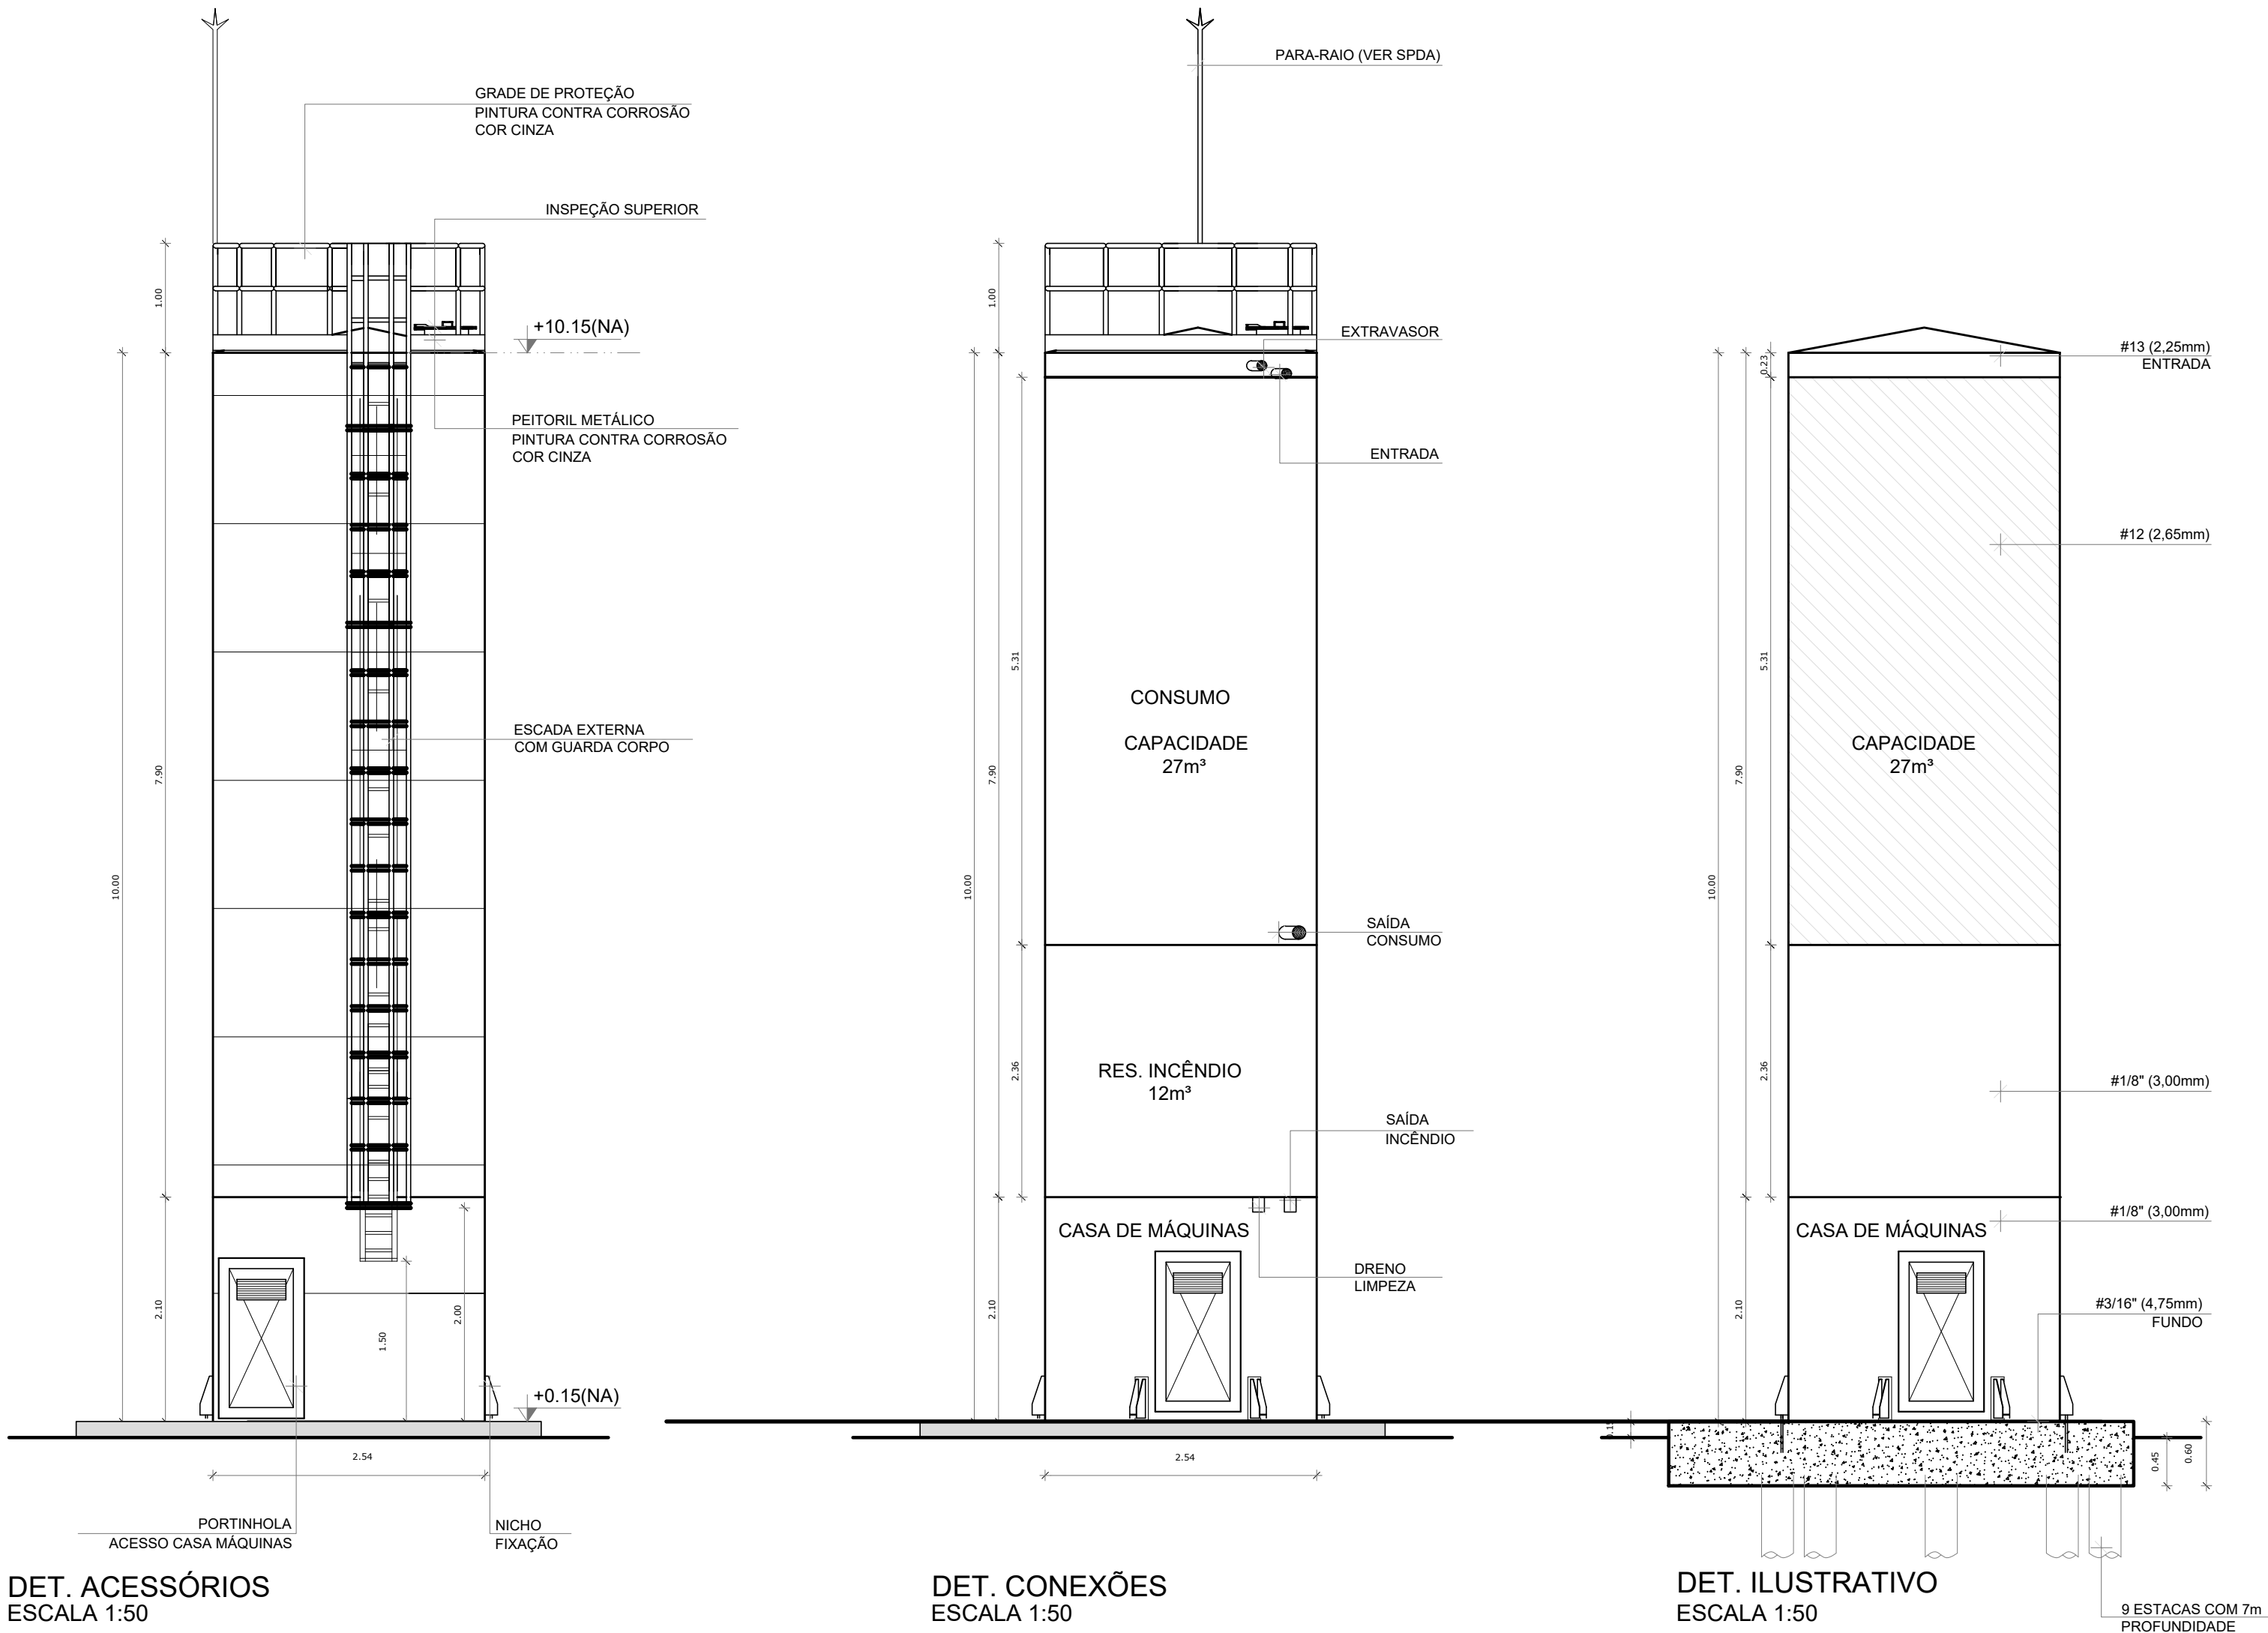 GRADE DE PROTEÇÃO
PINTURA CONTRA CORROSÃO
COR CINZA
INSPEÇÃO SUPERIOR
1.00
+10.15(NA)
PEITORIL METÁLICO
PINTURA CONTRA CORROSÃO
COR CINZA
ESCADA EXTERNA
COM GUARDA CORPO
7.90
10.00
2.10
1.50
2.00
+0.15(NA)
2.54
PORTINHOLA
ACESSO CASA MÁQUINAS
NICHO
FIXAÇÃO
DET. ACESSÓRIOS
ESCALA 1:50
PARA-RAIO (VER SPDA)
1.00
EXTRAVASOR
ENTRADA
5.31
CONSUMO
CAPACIDADE
27m³
7.90
10.00
SAÍDA
CONSUMO
2.36
RES. INCÊNDIO
12m³
SAÍDA
INCÊNDIO
CASA DE MÁQUINAS
DRENO
LIMPEZA
2.10
2.54
DET. CONEXÕES
ESCALA 1:50
#13 (2,25mm)
ENTRADA
0.23
#12 (2,65mm)
5.31
CAPACIDADE
27m³
7.90
10.00
2.36
#1/8" (3,00mm)
#1/8" (3,00mm)
CASA DE MÁQUINAS
#3/16" (4,75mm)
FUNDO
2.10
0.45
0.60
DET. ILUSTRATIVO
ESCALA 1:50
9 ESTACAS COM 7m
PROFUNDIDADE